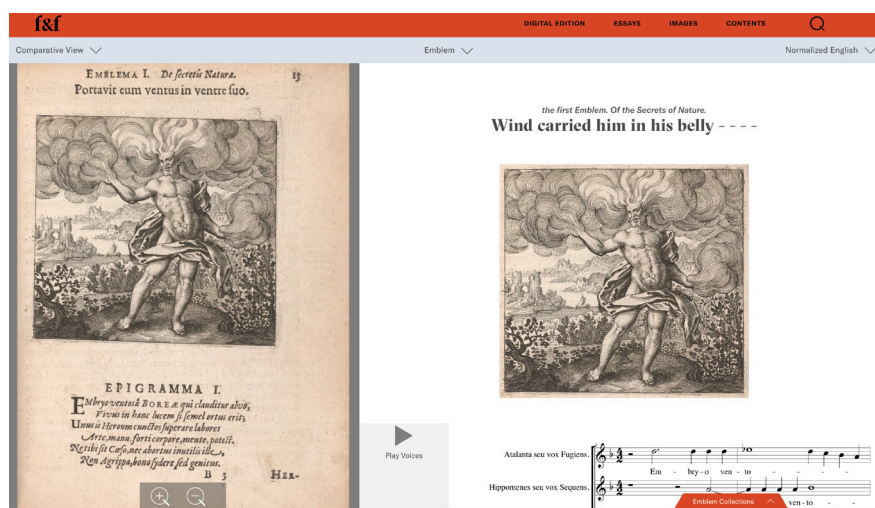 f&f
DIGITAL EDITION ESSAYS IMAGES CONTENTS
Comparative View
Emblem
Normalized English
EMBLEMA I. De secretis Naturæ. 13
Portavit eum ventus in ventre suo.
EPIGRAMMA I.
EMbryo ventosâ BOREÆ qui clauditur alvo,
Vivus in hanc lucem si semel ortus erit;
Unus is Heroum cunctos superare labores
Arte, manu, forti corpore, mente, potest.
Ne tibi sit Cæso, nec abortus inutilis ille,
Non Agrippa, bono sydere sed genitus.
B 3 HER-
Play Voices
the first Emblem. Of the Secrets of Nature.
Wind carried him in his belly - - - -
Atalanta seu vox Fugiens.
Em - bry - o ven - to - - - -
Hippomenes seu vox Sequens.
ven - to - -
Emblem Collections